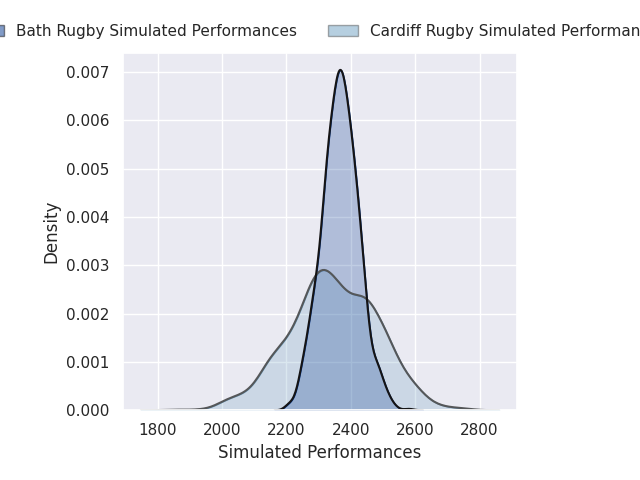 Bath Rugby Simulated Performances
Cardiff Rugby Simulated Performan
0.007
0.006
0.005
0.004
0.003
0.002
0.001
0.000
Density
1800 2000 2200 2400 2600 2800
Simulated Performances